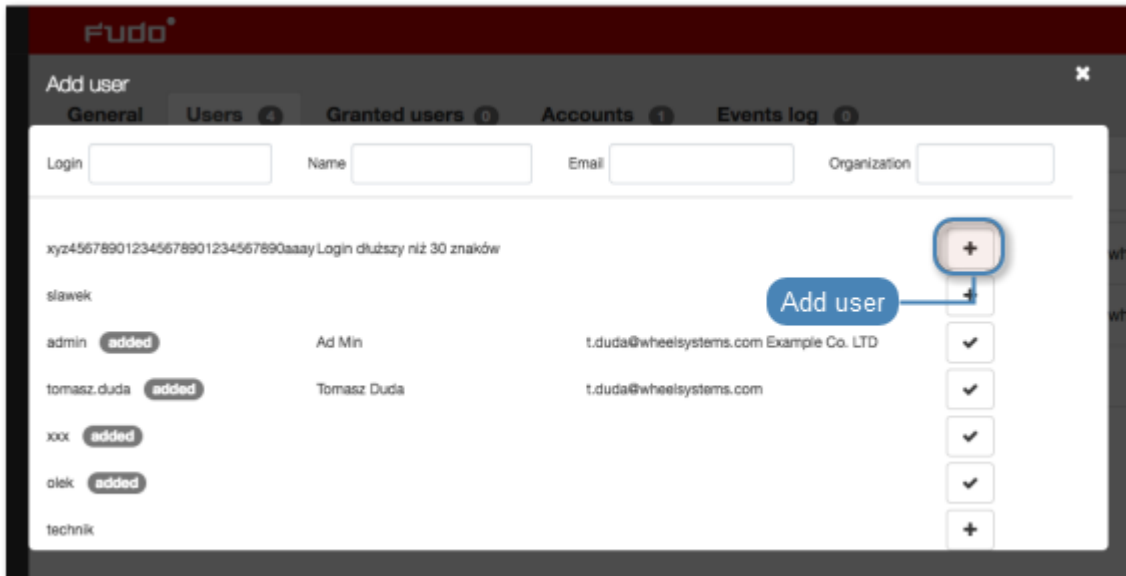 Fudo
Add user
General Users 4 Granted users 0 Accounts 1 Events log 0
Login Name Email Organization
xyz45678901234567890123456789​0aaay Login dłuższy niż 30 znaków
wh
slawek
Add user
wh
admin added Ad Min t.duda@wheelsystems.com Example Co. LTD
tomasz.duda added Tomasz Duda t.duda@wheelsystems.com
xxx added
olek added
technik